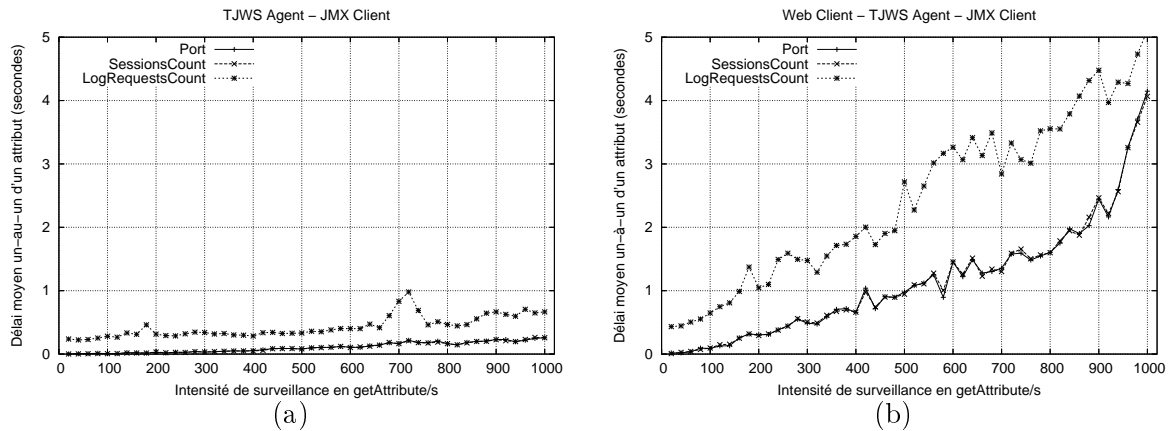 TJWS Agent – JMX Client
Délai moyen un–au–un d'un attribut (secondes)
5
4
3
2
1
0
Port
SessionsCount
LogRequestsCount
0 100 200 300 400 500 600 700 800 900 1000
Intensité de surveillance en getAttribute/s
(a)
Web Client – TJWS Agent – JMX Client
Délai moyen un–à–un d'un attribut (secondes)
5
4
3
2
1
0
Port
SessionsCount
LogRequestsCount
0 100 200 300 400 500 600 700 800 900 1000
Intensité de surveillance en getAttribute/s
(b)